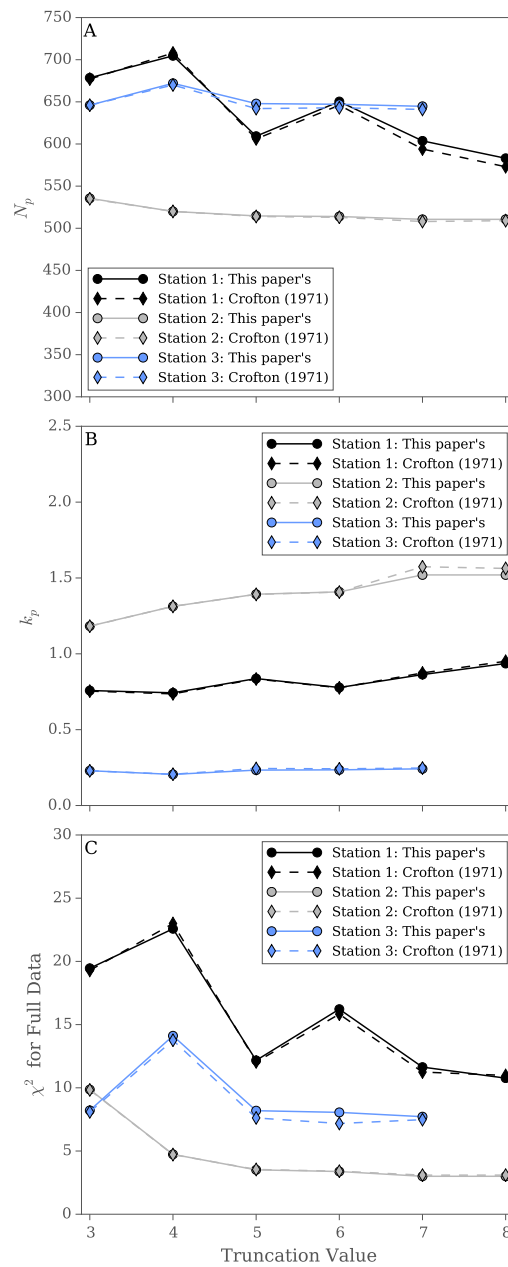 A
750
700
650
600
550
500
450
400
350
300
N_p
Station 1: This paper's
Station 1: Crofton (1971)
Station 2: This paper's
Station 2: Crofton (1971)
Station 3: This paper's
Station 3: Crofton (1971)
B
2.5
2.0
1.5
1.0
0.5
0.0
k_p
Station 1: This paper's
Station 1: Crofton (1971)
Station 2: This paper's
Station 2: Crofton (1971)
Station 3: This paper's
Station 3: Crofton (1971)
C
30
25
20
15
10
5
0
χ² for Full Data
Station 1: This paper's
Station 1: Crofton (1971)
Station 2: This paper's
Station 2: Crofton (1971)
Station 3: This paper's
Station 3: Crofton (1971)
3 4 5 6 7 8
Truncation Value